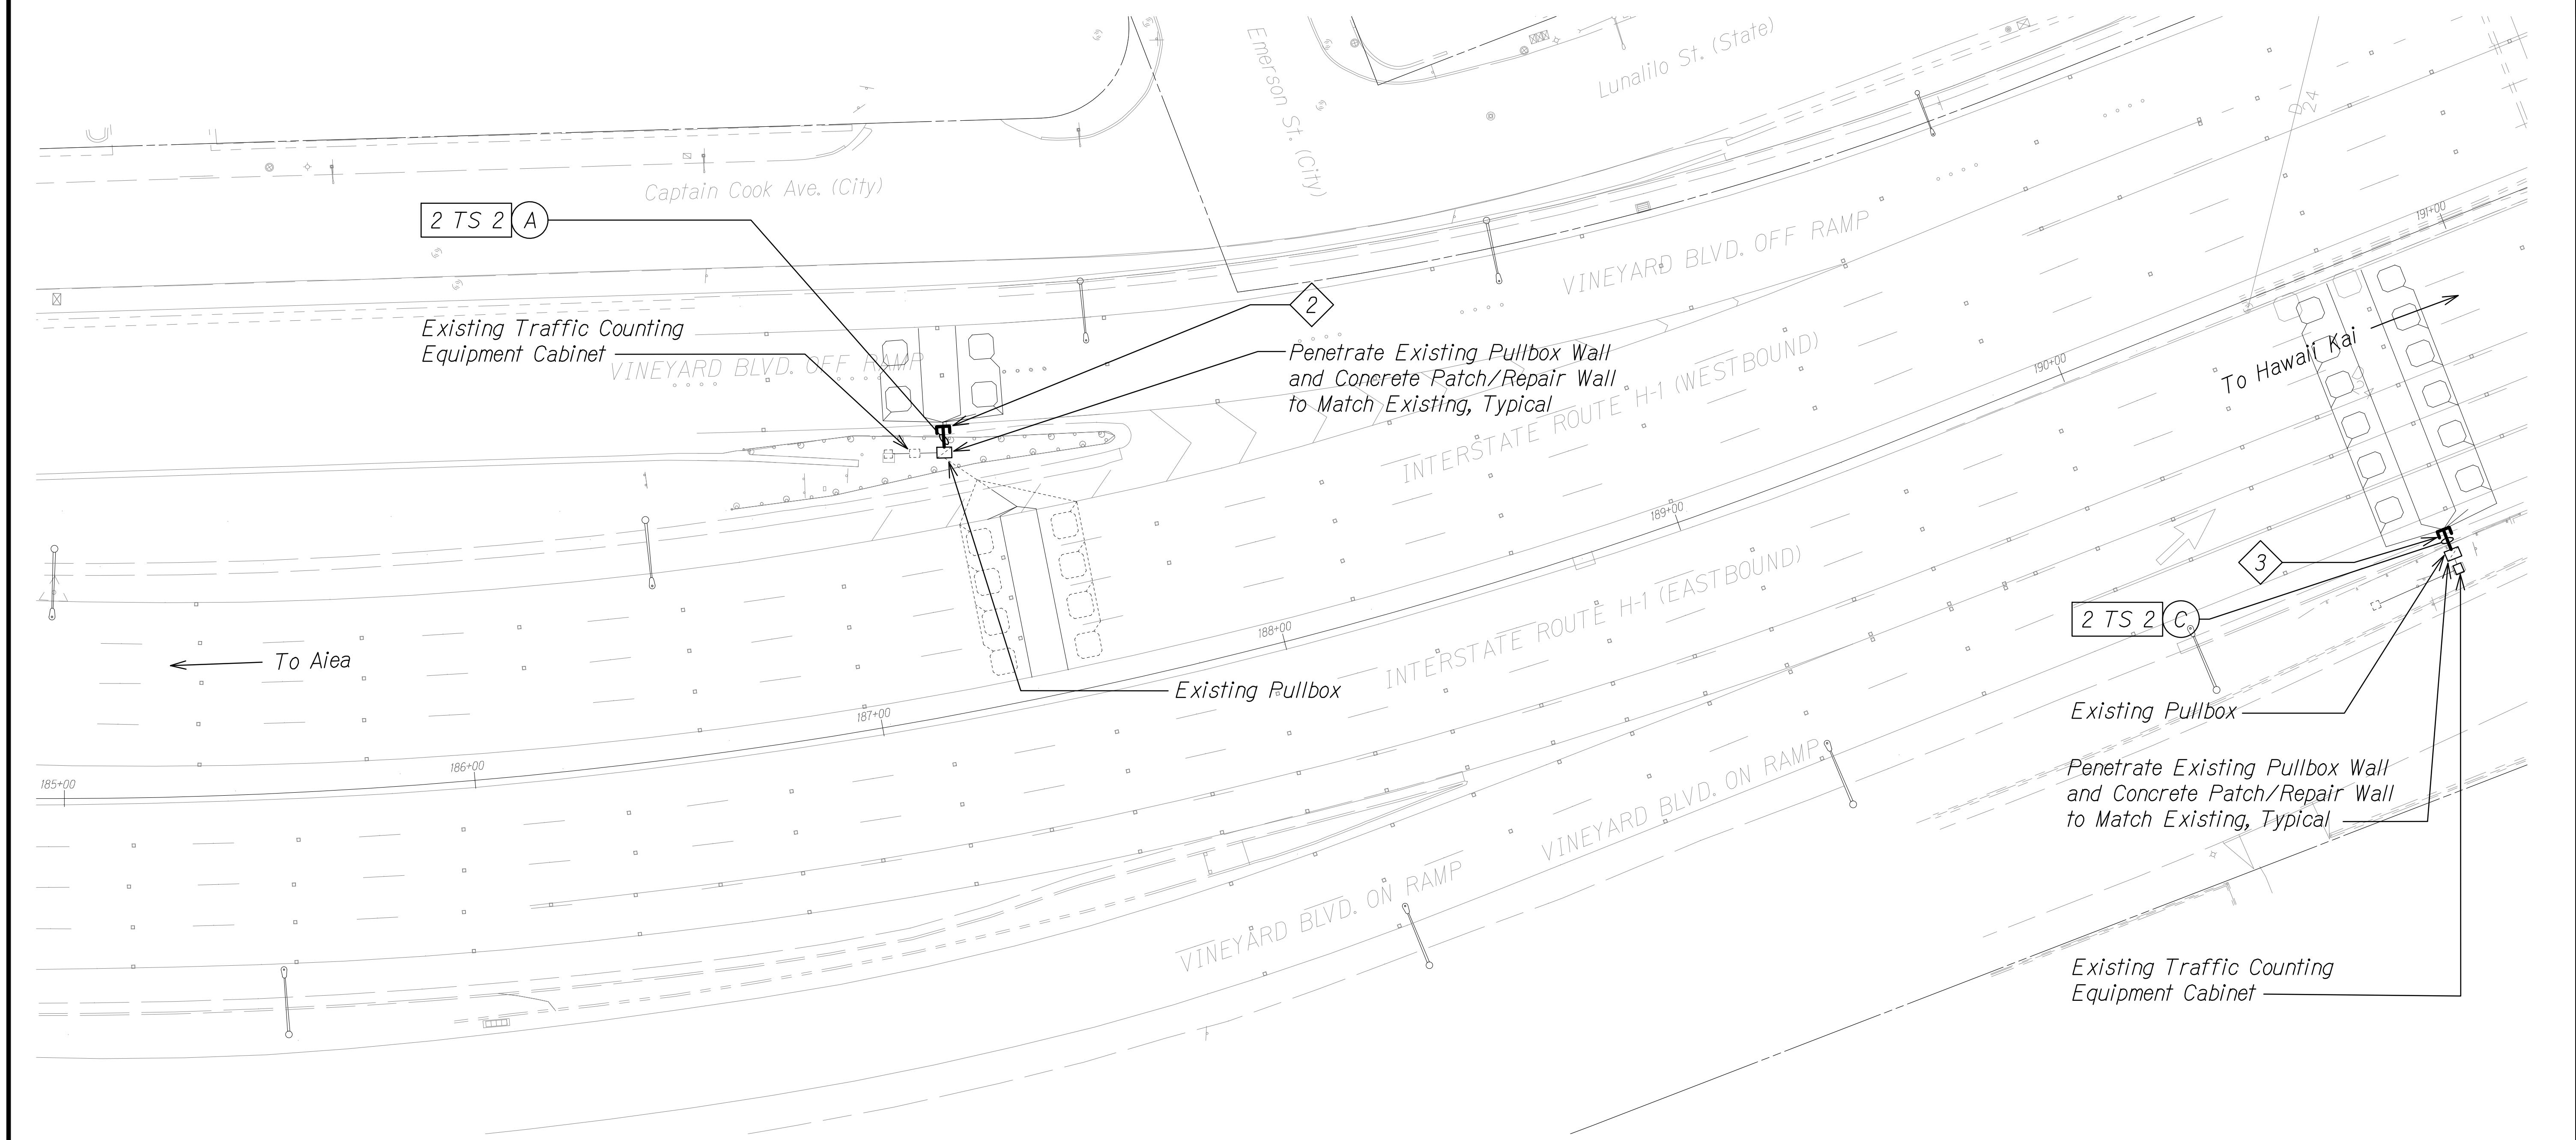 Emerson St. (City)
Lunalilo St. (State)
Captain Cook Ave. (City)
2 TS 2 A
Existing Traffic Counting
Equipment Cabinet
VINEYARD BLVD. OFF RAMP
2
Penetrate Existing Pullbox Wall
and Concrete Patch/Repair Wall
to Match Existing, Typical
VINEYARD BLVD. OFF RAMP
INTERSTATE ROUTE H-1 (WESTBOUND)
INTERSTATE ROUTE H-1 (EASTBOUND)
24
191+00
190+00
189+00
188+00
187+00
186+00
185+00
To Hawaii Kai
To Aiea
Existing Pullbox
3
2 TS 2 C
Existing Pullbox
Penetrate Existing Pullbox Wall
and Concrete Patch/Repair Wall
to Match Existing, Typical
VINEYARD BLVD. ON RAMP
VINEYARD BLVD. ON RAMP
Existing Traffic Counting
Equipment Cabinet